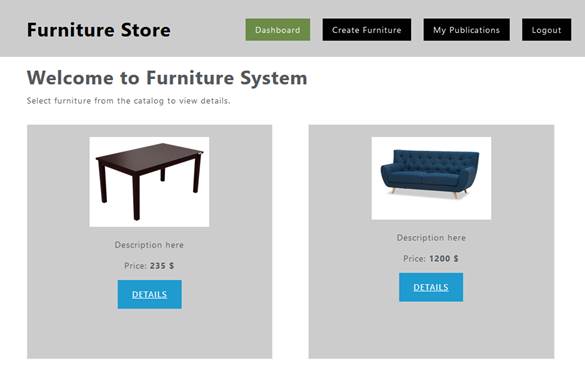 Furniture Store
Dashboard
Create Furniture
My Publications
Logout
Welcome to Furniture System
Select furniture from the catalog to view details.
Description here
Price: 235 $
DETAILS
Description here
Price: 1200 $
DETAILS